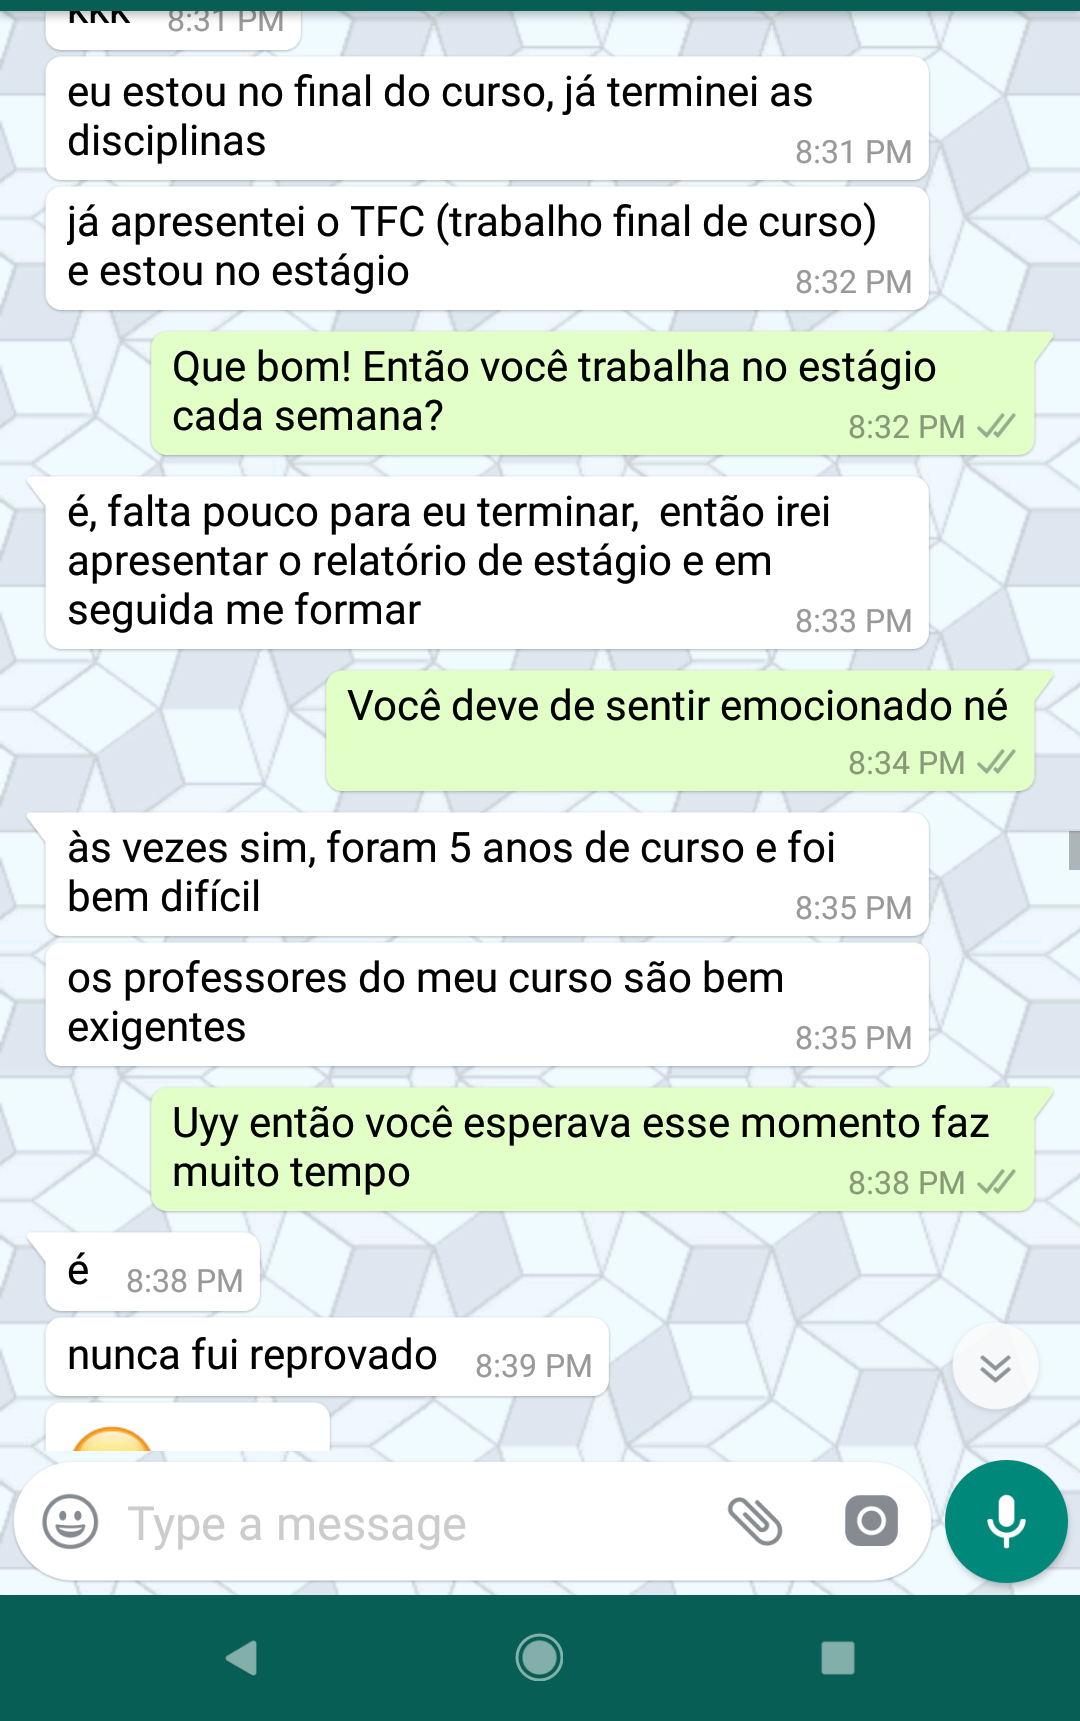 kkk 8:31 PM
eu estou no final do curso, já terminei as
disciplinas 8:31 PM
já apresentei o TFC (trabalho final de curso)
e estou no estágio 8:32 PM
Que bom! Então você trabalha no estágio
cada semana? 8:32 PM
é, falta pouco para eu terminar,  então irei
apresentar o relatório de estágio e em
seguida me formar 8:33 PM
Você deve de sentir emocionado né
8:34 PM
às vezes sim, foram 5 anos de curso e foi
bem difícil 8:35 PM
os professores do meu curso são bem
exigentes 8:35 PM
Uyy então você esperava esse momento faz
muito tempo 8:38 PM
é 8:38 PM
nunca fui reprovado 8:39 PM
Type a message